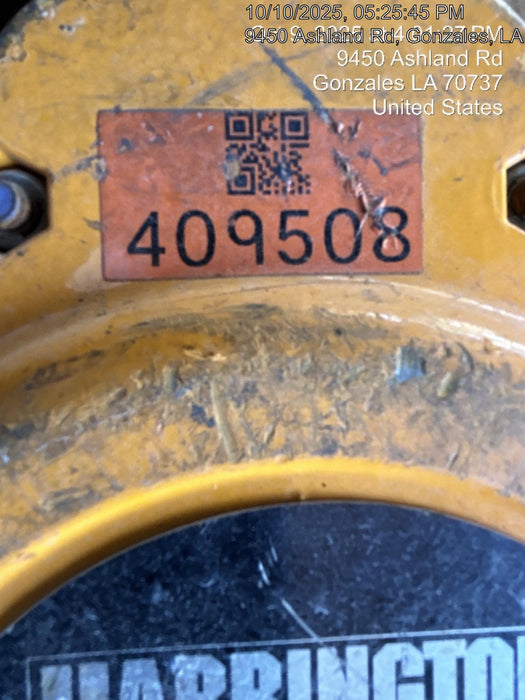 10/10/2025, 05:25:45 PM
9450 Ashland Rd, Gonzales, LA
9450 Ashland Rd
Gonzales LA 70737
United States
409508